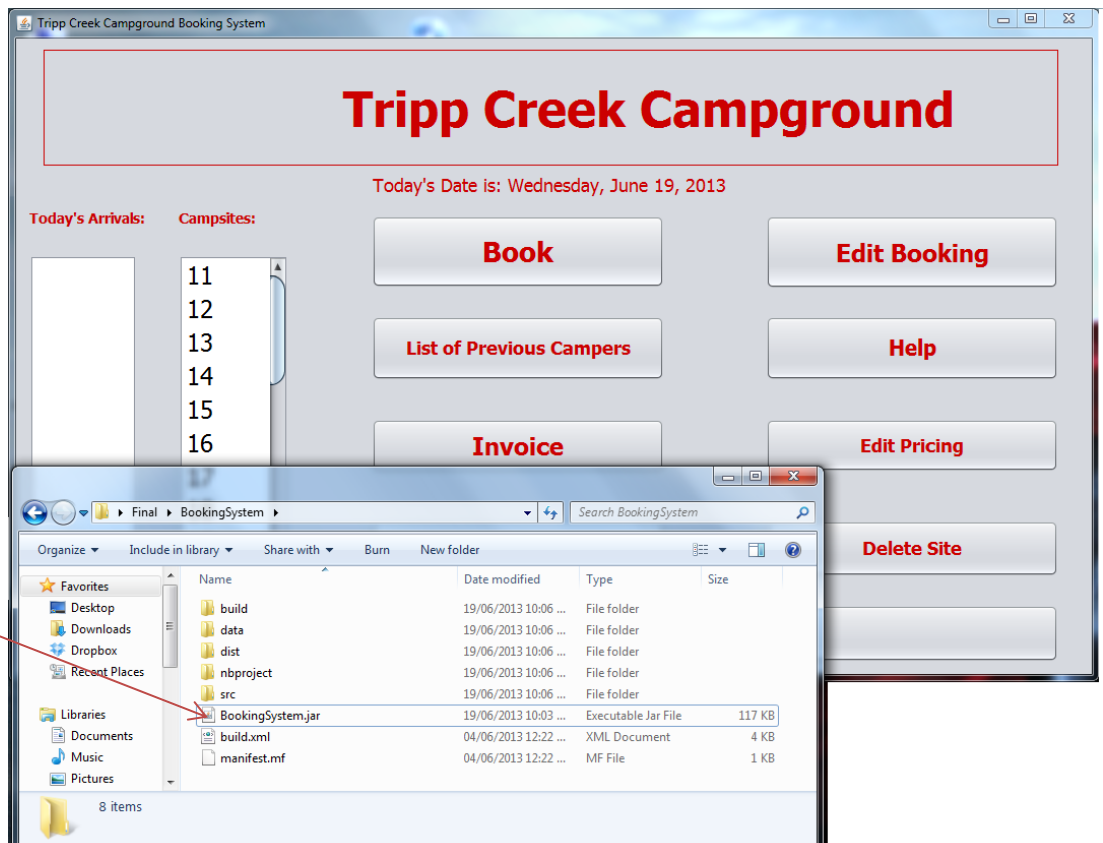 Tripp Creek Campground Booking System
Tripp Creek Campground
Today's Date is: Wednesday, June 19, 2013
Today's Arrivals:
Campsites:
11
12
13
14
15
16
17
Book
Edit Booking
List of Previous Campers
Help
Invoice
Edit Pricing
Delete Site
Final BookingSystem
Search BookingSystem
Organize Include in library Share with Burn New folder
Favorites
Desktop
Downloads
Dropbox
Recent Places
Libraries
Documents
Music
Pictures
Name Date modified Type Size
build 19/06/2013 10:06 ... File folder
data 19/06/2013 10:06 ... File folder
dist 19/06/2013 10:06 ... File folder
nbproject 19/06/2013 10:06 ... File folder
src 19/06/2013 10:06 ... File folder
BookingSystem.jar 19/06/2013 10:03 ... Executable Jar File 117 KB
build.xml 04/06/2013 12:22 ... XML Document 4 KB
manifest.mf 04/06/2013 12:22 ... MF File 1 KB
8 items